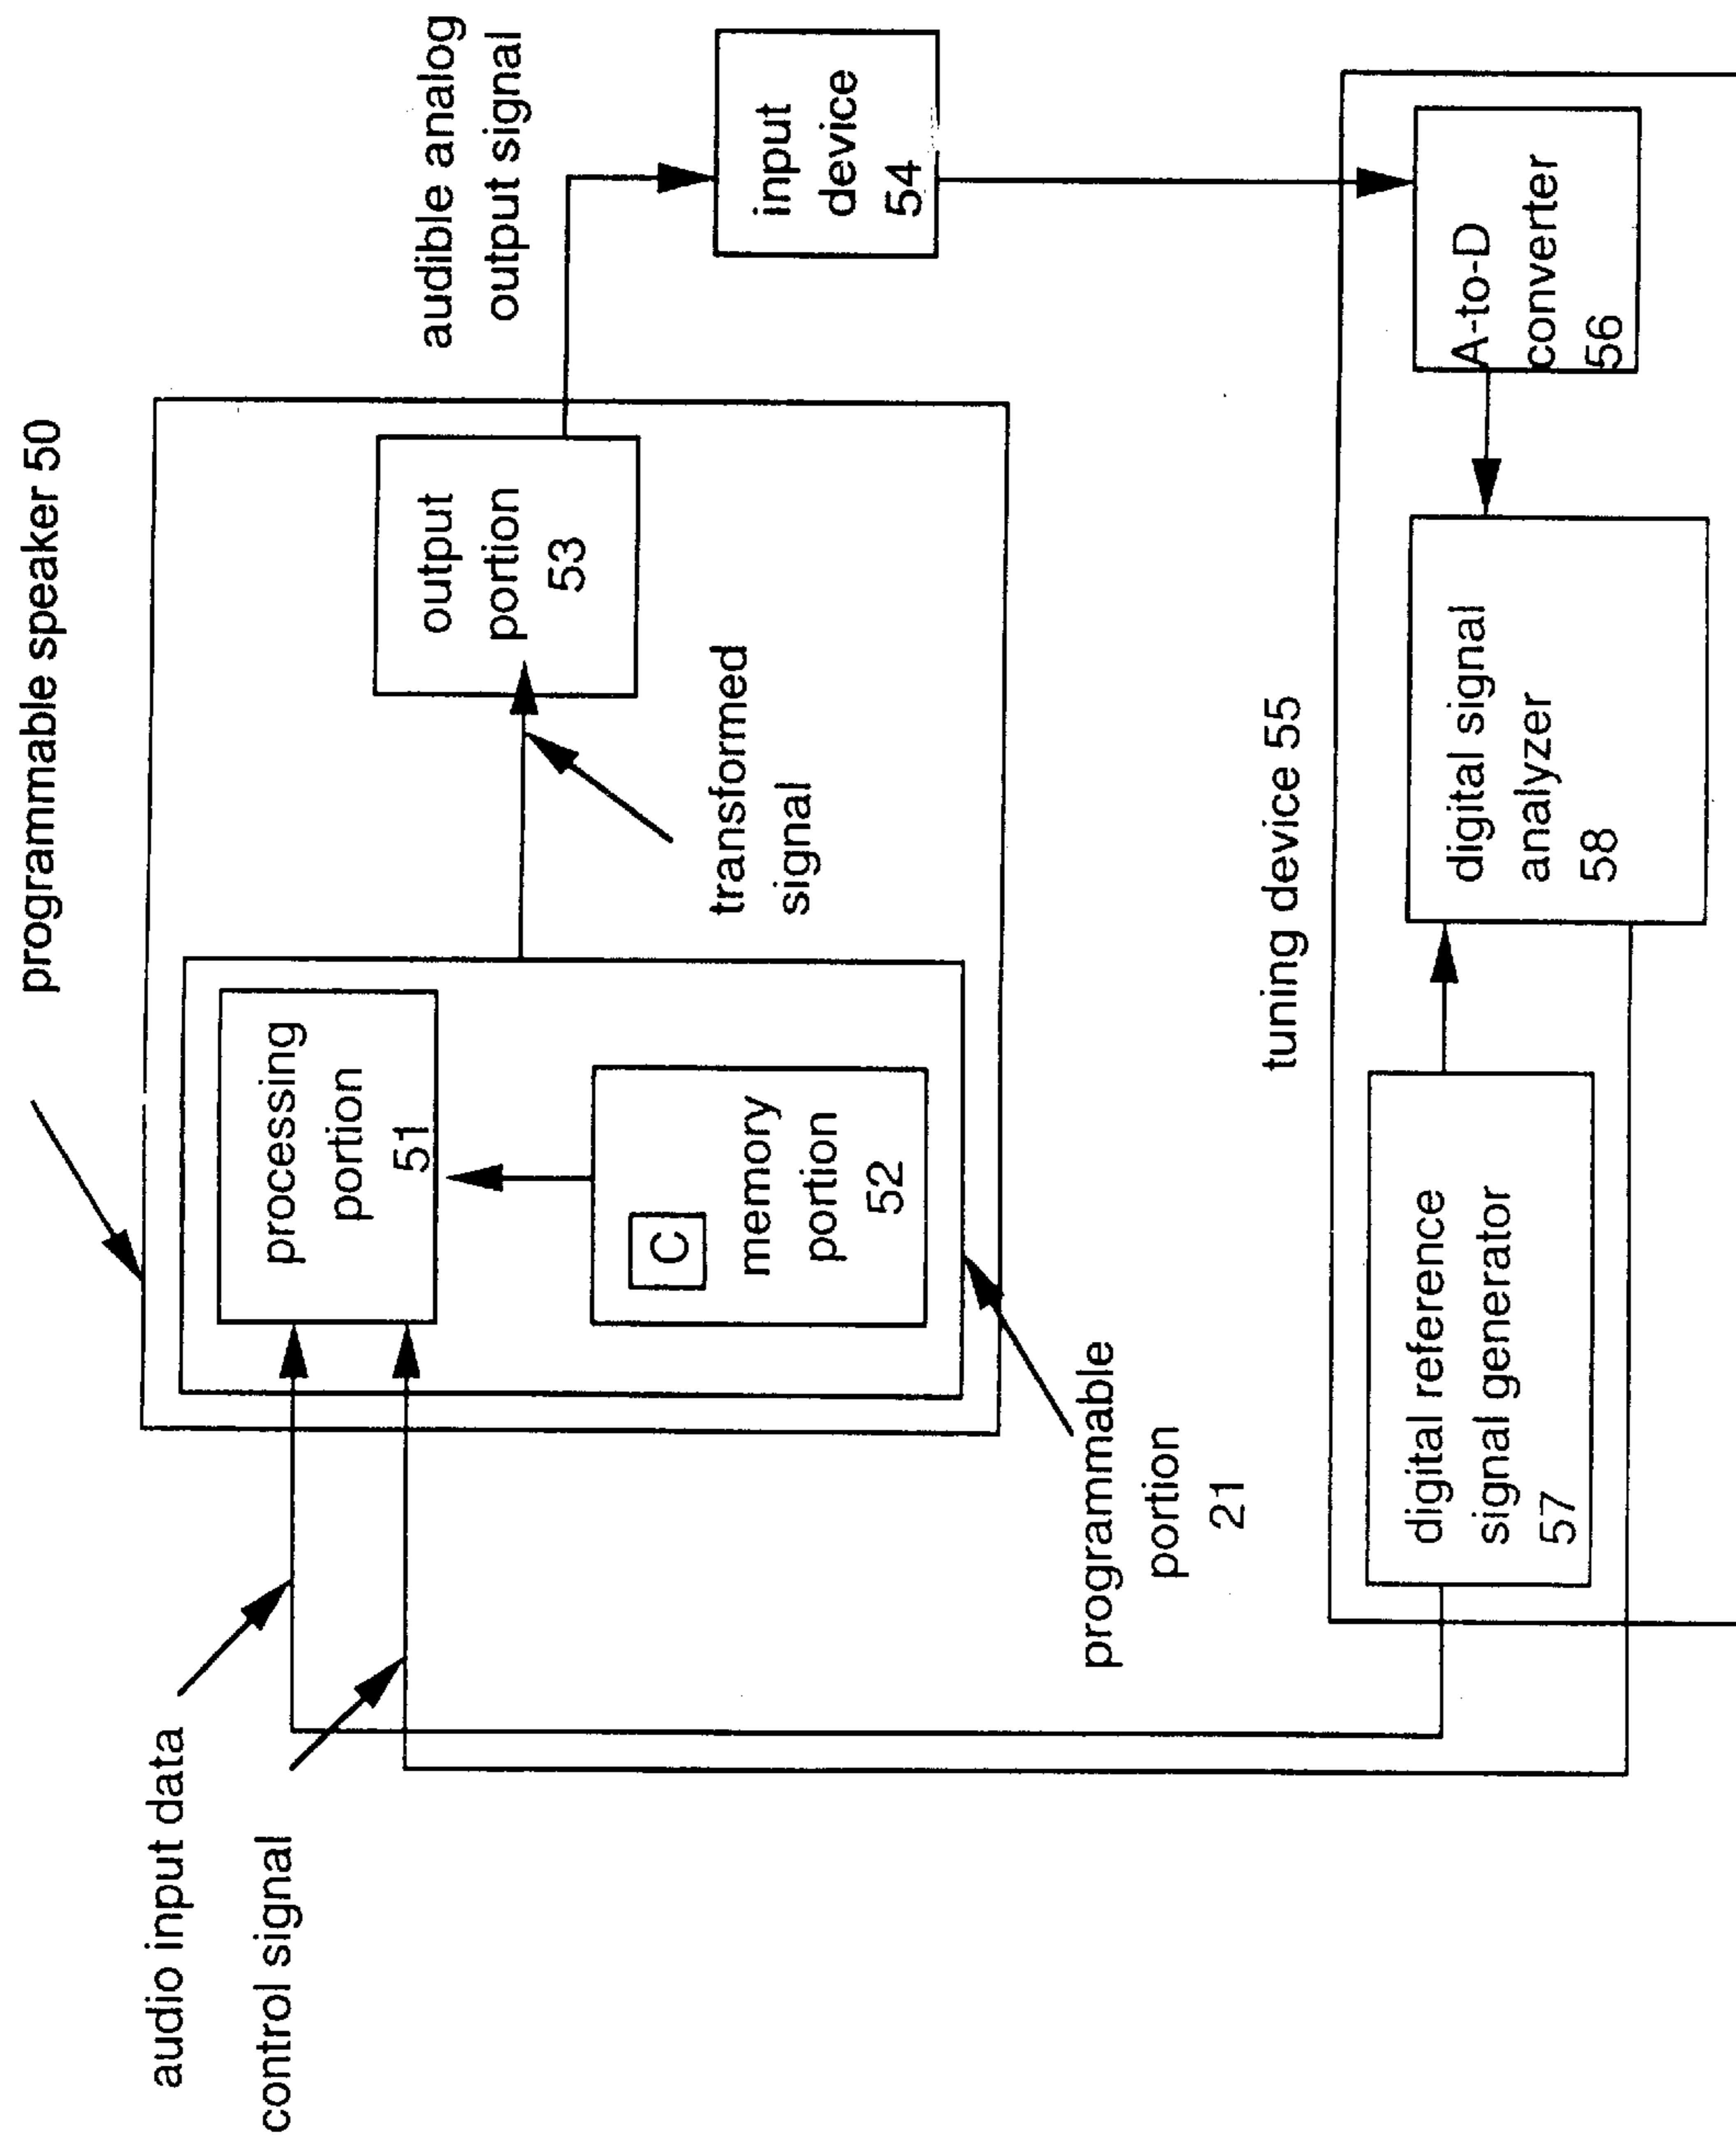 programmable speaker 50
audio input data
control signal
processing
portion
51
C
memory
portion
52
programmable
portion
21
transformed
signal
output
portion
53
audible analog
output signal
input
device
54
tuning device 55
digital reference
signal generator
57
digital signal
analyzer
58
A-to-D
converter
56